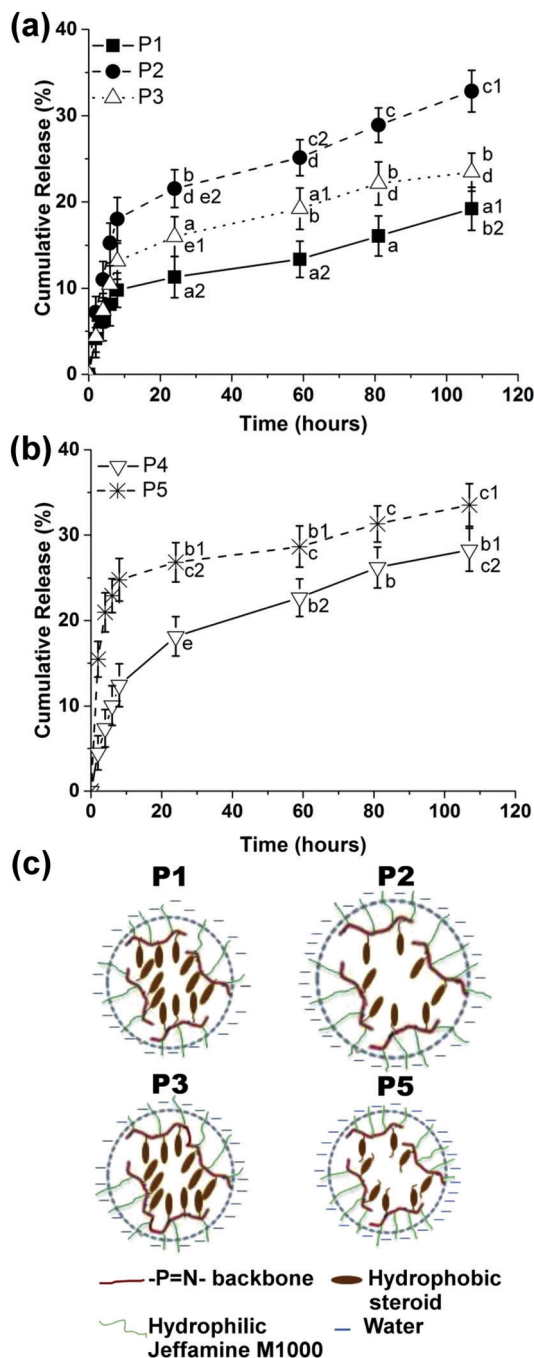 (a)
P1
P2
P3
Cumulative Release (%)
40
30
20
10
0
b
d e2
a
e1
a2
c2
d
a1
b
a2
c
d
b
d
a
c1
b
d
a1
b2
0 20 40 60 80 100 120
Time (hours)
(b)
P4
P5
Cumulative Release (%)
40
30
20
10
0
b1
c2
e
b1
c
b2
c
b
c1
b1
c2
0 20 40 60 80 100 120
Time (hours)
(c)
P1 P2
P3 P5
-P=N- backbone
Hydrophobic
steroid
Hydrophilic
Jeffamine M1000
Water